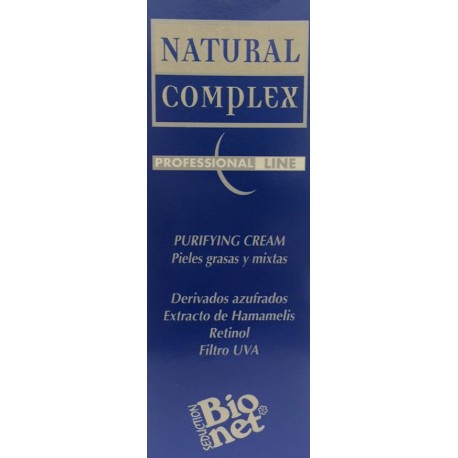 NATURAL
COMPLEX
PROFESSIONAL LINE
PURIFYING CREAM
Pieles grasas y mixtas
Derivados azufrados
Extracto de Hamamelis
Retinol
Filtro UVA
Bio
net
SEDUCTION